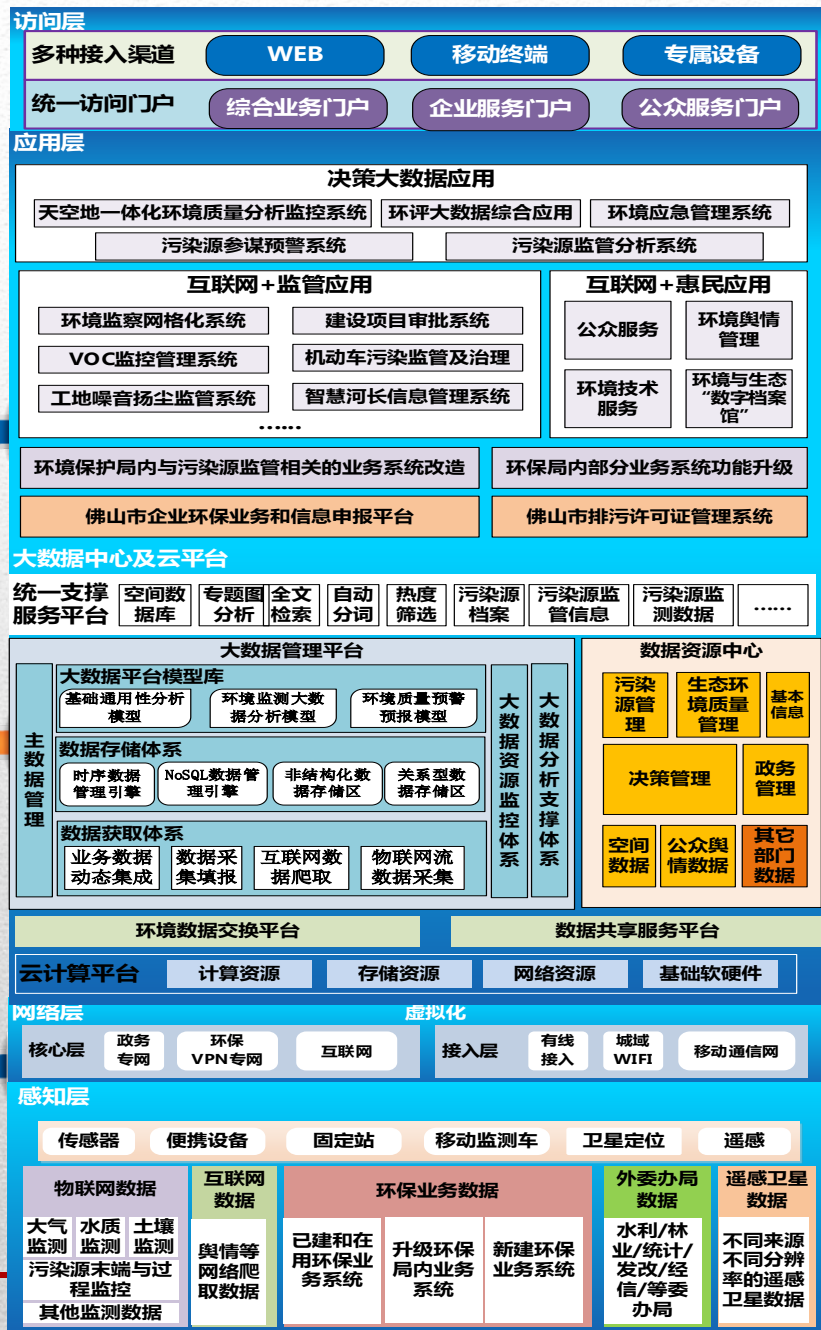 访问层
多种接入渠道
WEB
移动终端
专属设备
统一访问门户
综合业务门户
企业服务门户
公众服务门户
应用层
决策大数据应用
天空地一体化环境质量分析监控系统
环评大数据综合应用
环境应急管理系统
污染源参谋预警系统
污染源监管分析系统
互联网+监管应用
环境监察网格化系统
建设项目审批系统
VOC监控管理系统
机动车污染监管及治理
工地噪音扬尘监管系统
智慧河长信息管理系统
……
互联网+惠民应用
公众服务
环境舆情
管理
环境技术
服务
环境与生态
“数字档案
馆”
环境保护局内与污染源监管相关的业务系统改造
环保局内部分业务系统功能升级
佛山市企业环保业务和信息申报平台
佛山市排污许可证管理系统
大数据中心及云平台
统一支撑
服务平台
空间数
据库
专题图
分析
全文
检索
自动
分词
热度
筛选
污染源
档案
污染源监
管信息
污染源监
测数据
……
大数据管理平台
主数据管理
大数据平台模型库
基础通用性分析
模型
环境监测大数
据分析模型
环境质量预警
预报模型
数据存储体系
时序数据
管理引擎
NoSQL数据管
理引擎
非结构化数
据存储区
关系型数
据存储区
数据获取体系
业务数据
动态集成
数据采
集填报
互联网数
据爬取
物联网流
数据采集
大数据资源监控体系
大数据分析支撑体系
数据资源中心
污染
源管
理
生态环
境质量
管理
基本
信息
决策管理
政务
管理
空间
数据
公众舆
情数据
其它
部门
数据
环境数据交换平台
数据共享服务平台
云计算平台
计算资源
存储资源
网络资源
基础软硬件
网络层
虚拟化
核心层
政务
专网
环保
VPN专网
互联网
接入层
有线
接入
城域
WIFI
移动通信网
感知层
传感器
便携设备
固定站
移动监测车
卫星定位
遥感
物联网数据
大气
监测
水质
监测
土壤
监测
污染源末端与过
程监控
其他监测数据
互联网
数据
舆情等
网络爬
取数据
环保业务数据
已建和在
用环保业
务系统
升级环保
局内业务
系统
新建环保
业务系统
外委办局
数据
水利/林
业/统计/
发改/经
信/等委
办局
遥感卫星
数据
不同来源
不同分辨
率的遥感
卫星数据